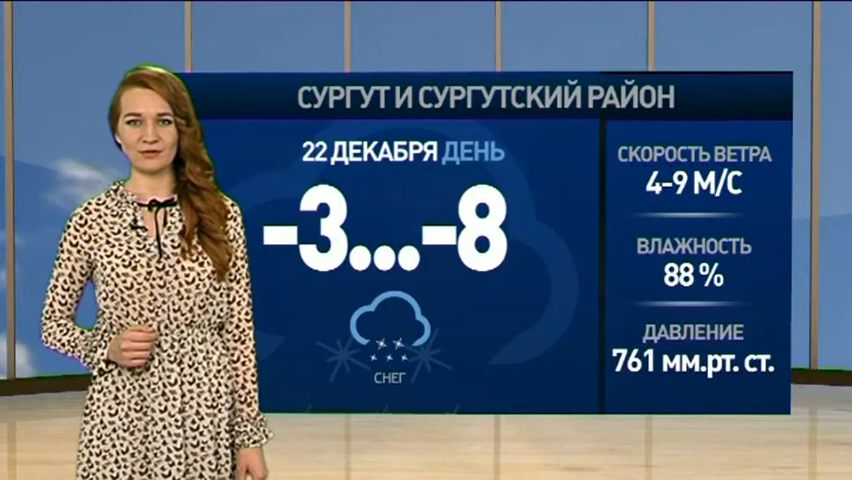 СУРГУТ И СУРГУТСКИЙ РАЙОН
22 ДЕКАБРЯ ДЕНЬ
-3...-8
СНЕГ
СКОРОСТЬ ВЕТРА
4-9 М/С
ВЛАЖНОСТЬ
88 %
ДАВЛЕНИЕ
761 мм.рт. ст.